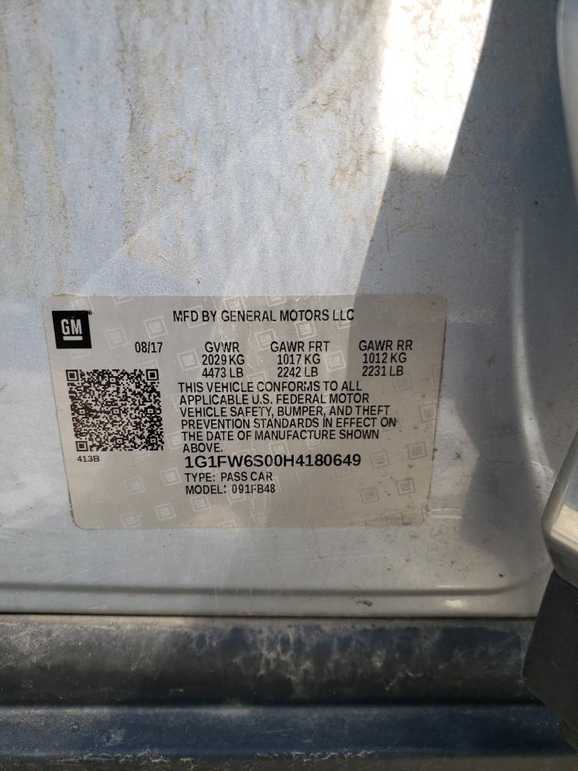 GM
MFD BY GENERAL MOTORS LLC
08/17 GVWR GAWR FRT GAWR RR
2029 KG 1017 KG 1012 KG
4473 LB 2242 LB 2231 LB
THIS VEHICLE CONFORMS TO ALL
APPLICABLE U.S. FEDERAL MOTOR
VEHICLE SAFETY, BUMPER, AND THEFT
PREVENTION STANDARDS IN EFFECT ON
THE DATE OF MANUFACTURE SHOWN
ABOVE.
413B
1G1FW6S00H4180649
TYPE: PASS CAR
MODEL: 091FB48